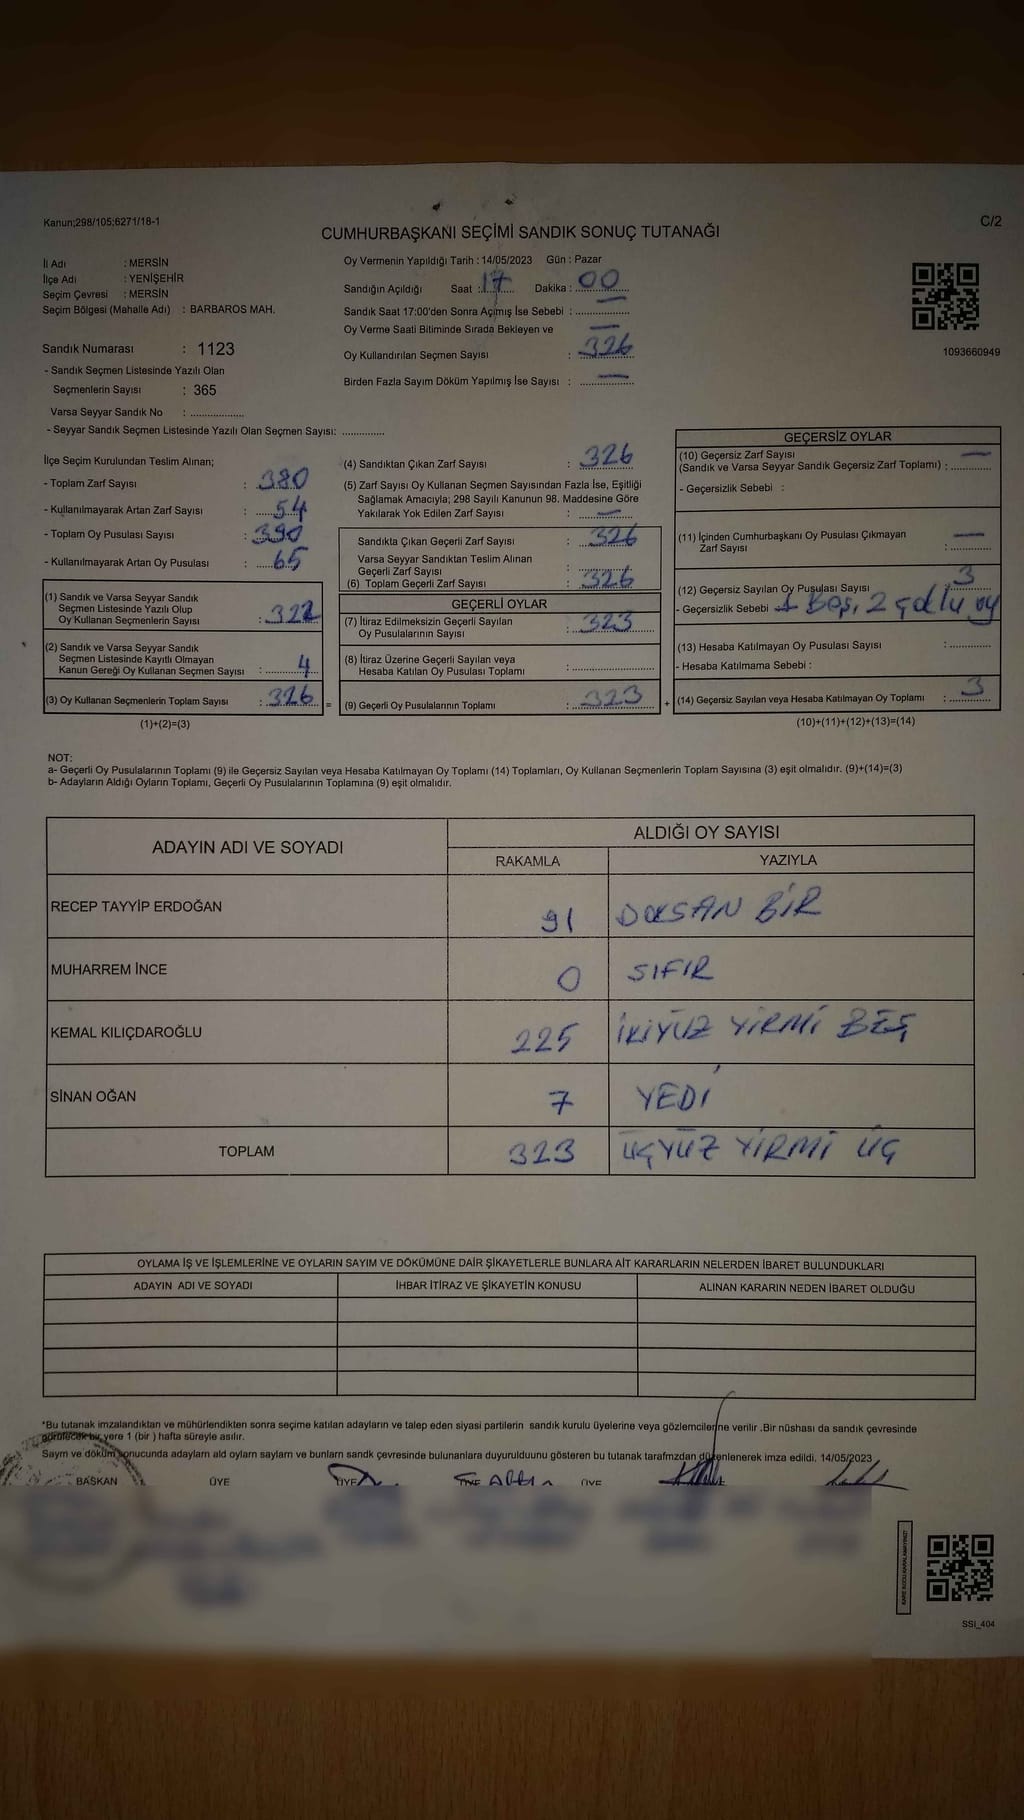 Kanun;298/105;6271/18-1
C/2
CUMHURBAŞKANI SEÇİMİ SANDIK SONUÇ TUTANAĞI
İl Adı : MERSİN
İlçe Adı : YENİŞEHİR
Seçim Çevresi : MERSİN
Seçim Bölgesi (Mahalle Adı) : BARBAROS MAH.
Sandık Numarası : 1123
- Sandık Seçmen Listesinde Yazılı Olan
Seçmenlerin Sayısı : 365
Varsa Seyyar Sandık No : ...................
- Seyyar Sandık Seçmen Listesinde Yazılı Olan Seçmen Sayısı: ...............
Oy Vermenin Yapıldığı Tarih : 14/05/2023 Gün : Pazar
Sandığın Açıldığı Saat : 17 Dakika : 00
Sandık Saat 17:00'den Sonra Açılmış İse Sebebi : —
Oy Verme Saati Bitiminde Sırada Bekleyen ve —
Oy Kullandırılan Seçmen Sayısı : 326
Birden Fazla Sayım Döküm Yapılmış İse Sayısı : —
1093660949
İlçe Seçim Kurulundan Teslim Alınan;
- Toplam Zarf Sayısı : 380
- Kullanılmayarak Artan Zarf Sayısı : 54
- Toplam Oy Pusulası Sayısı : 390
- Kullanılmayarak Artan Oy Pusulası : 65
(1) Sandık ve Varsa Seyyar Sandık
Seçmen Listesinde Yazılı Olup
Oy Kullanan Seçmenlerin Sayısı : 322
(2) Sandık ve Varsa Seyyar Sandık
Seçmen Listesinde Kayıtlı Olmayan
Kanun Gereği Oy Kullanan Seçmen Sayısı : 4
(3) Oy Kullanan Seçmenlerin Toplam Sayısı : 326 =
(1)+(2)=(3)
(4) Sandıktan Çıkan Zarf Sayısı : 326
(5) Zarf Sayısı Oy Kullanan Seçmen Sayısından Fazla İse, Eşitliği
Sağlamak Amacıyla; 298 Sayılı Kanunun 98. Maddesine Göre
Yakılarak Yok Edilen Zarf Sayısı : —
Sandıkta Çıkan Geçerli Zarf Sayısı : 326
Varsa Seyyar Sandıktan Teslim Alınan
Geçerli Zarf Sayısı :
(6) Toplam Geçerli Zarf Sayısı : 326
GEÇERLİ OYLAR
(7) İtiraz Edilmeksizin Geçerli Sayılan
Oy Pusulalarının Sayısı : 323
(8) İtiraz Üzerine Geçerli Sayılan veya
Hesaba Katılan Oy Pusulası Toplamı :
(9) Geçerli Oy Pusulalarının Toplamı : 323 +
GEÇERSİZ OYLAR
(10) Geçersiz Zarf Sayısı —
(Sandık ve Varsa Seyyar Sandık Geçersiz Zarf Toplamı) :
- Geçersizlik Sebebi :
(11) İçinden Cumhurbaşkanı Oy Pusulası Çıkmayan —
Zarf Sayısı :
(12) Geçersiz Sayılan Oy Pusulası Sayısı : 3
- Geçersizlik Sebebi 1 Boş, 2 çoklu oy
(13) Hesaba Katılmayan Oy Pusulası Sayısı :
- Hesaba Katılmama Sebebi :
(14) Geçersiz Sayılan veya Hesaba Katılmayan Oy Toplamı : 3
(10)+(11)+(12)+(13)=(14)
NOT:
a- Geçerli Oy Pusulalarının Toplamı (9) ile Geçersiz Sayılan veya Hesaba Katılmayan Oy Toplamı (14) Toplamları, Oy Kullanan Seçmenlerin Toplam Sayısına (3) eşit olmalıdır. (9)+(14)=(3)
b- Adayların Aldığı Oyların Toplamı, Geçerli Oy Pusulalarının Toplamına (9) eşit olmalıdır.
ADAYIN ADI VE SOYADI
ALDIĞI OY SAYISI
RAKAMLA YAZIYLA
RECEP TAYYİP ERDOĞAN 91 DOKSAN BİR
MUHARREM İNCE 0 SIFIR
KEMAL KILIÇDAROĞLU 225 İKİYÜZ YİRMİ BEŞ
SİNAN OĞAN 7 YEDİ
TOPLAM 323 ÜÇYÜZ YİRMİ ÜÇ
OYLAMA İŞ VE İŞLEMLERİNE VE OYLARIN SAYIM VE DÖKÜMÜNE DAİR ŞİKAYETLERLE BUNLARA AİT KARARLARIN NELERDEN İBARET BULUNDUKLARI
ADAYIN ADI VE SOYADI İHBAR İTİRAZ VE ŞİKAYETİN KONUSU ALINAN KARARIN NEDEN İBARET OLDUĞU
*Bu tutanak imzalandıktan ve mühürlendikten sonra seçime katılan adayların ve talep eden siyasi partilerin sandık kurulu üyelerine veya gözlemcilerine verilir .Bir nüshası da sandık çevresinde
görülecek bir yere 1 (bir ) hafta süreyle asılır.
Sayım ve döküm sonucunda adayların ald oyların sayların ve bunların sandk çevresinde bulunanlara duyurulduunu gösteren bu tutanak tarafmzdan düzenlenerek imza edildi. 14/05/2023
BAŞKAN ÜYE ÜYE ÜYE ÜYE
SSI_404